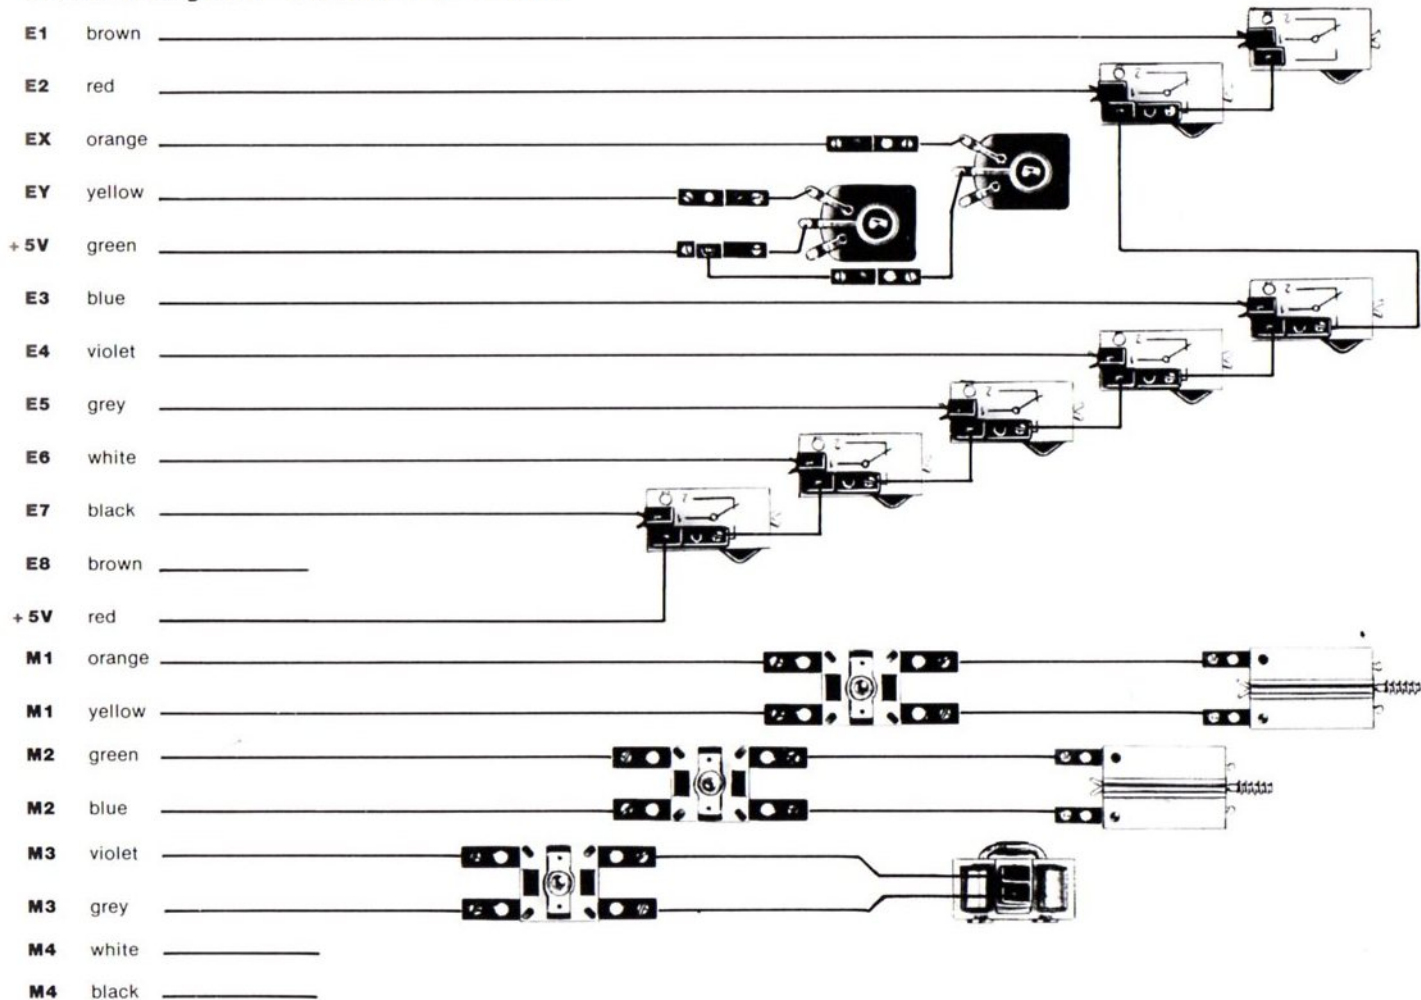 E1 brown
E2 red
EX orange
EY yellow
+ 5V green
E3 blue
E4 violet
E5 grey
E6 white
E7 black
E8 brown
+ 5V red
M1 orange
M1 yellow
M2 green
M2 blue
M3 violet
M3 grey
M4 white
M4 black